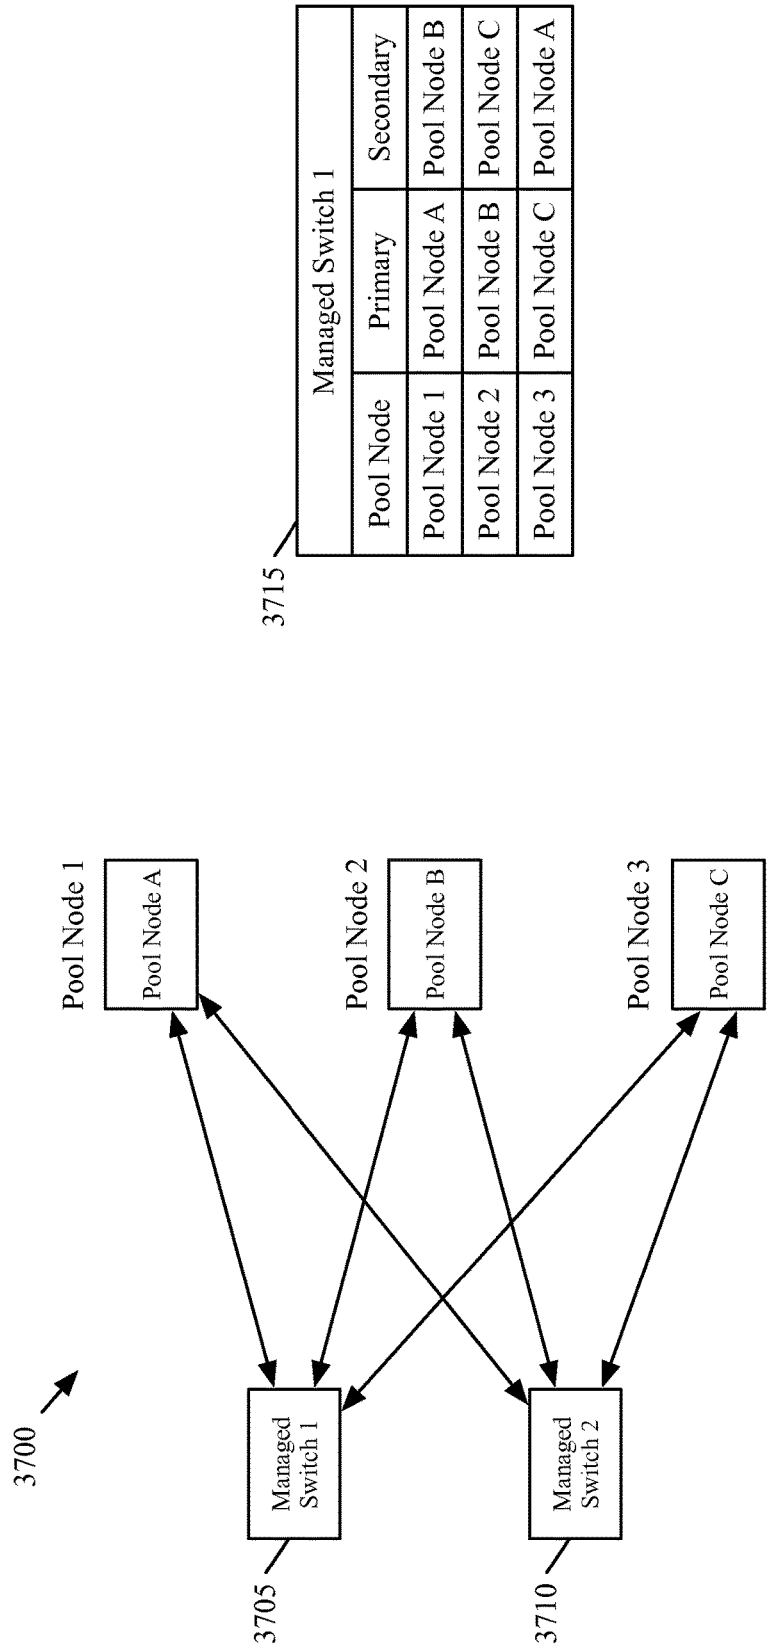 3700
3705
Managed
Switch 1
3710
Managed
Switch 2
Pool Node 1
Pool Node A
Pool Node 2
Pool Node B
Pool Node 3
Pool Node C
3715
Managed Switch 1
Pool Node Primary Secondary
Pool Node 1 Pool Node A Pool Node B
Pool Node 2 Pool Node B Pool Node C
Pool Node 3 Pool Node C Pool Node A